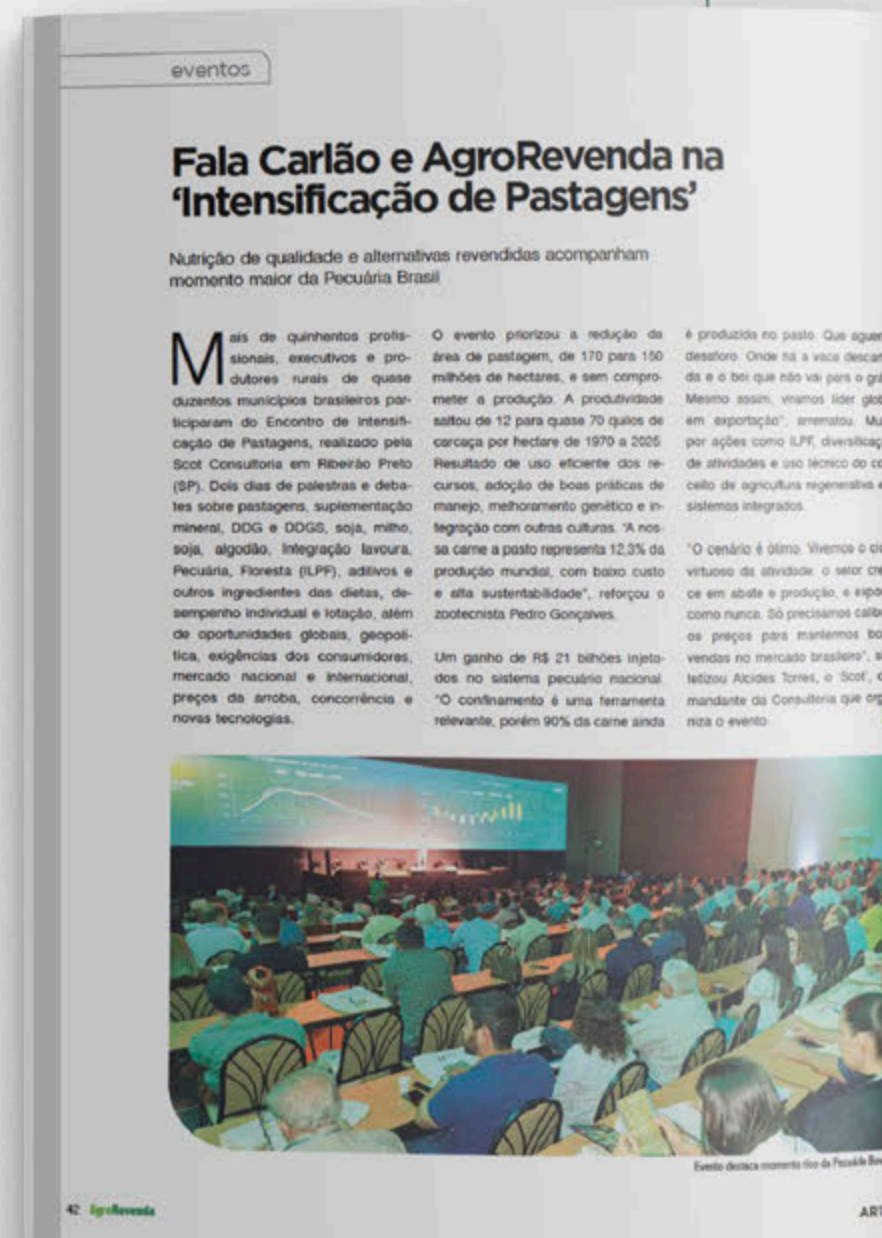 eventos
Fala Carlão e AgroRevenda na
‘Intensificação de Pastagens’
Nutrição de qualidade e alternativas revendidas acompanham
momento maior da Pecuária Brasil
Mais de quinhentos profis-
sionais, executivos e pro-
dutores rurais de quase
duzentos municípios brasileiros par-
ticiparam do Encontro de Intensifi-
cação de Pastagens, realizado pela
Scot Consultoria em Ribeirão Preto
(SP). Dois dias de palestras e deba-
tes sobre pastagens, suplementação
mineral, DDG e DDGS, soja, milho,
soja, algodão, Integração lavoura,
Pecuária, Floresta (ILPF), aditivos e
outros ingredientes das dietas, de-
sempenho individual e lotação, além
de oportunidades globais, geopolí-
tica, exigências dos consumidores,
mercado nacional e internacional,
preços da arroba, concorrência e
novas tecnologias.
O evento priorizou a redução da
área de pastagem, de 170 para 150
milhões de hectares, e sem compro-
meter a produção. A produtividade
saltou de 12 para quase 70 quilos de
carcaça por hectare de 1970 a 2025.
Resultado de uso eficiente dos re-
cursos, adoção de boas práticas de
manejo, melhoramento genético e in-
tegração com outras culturas. "A nos-
sa carne a pasto representa 12,3% da
produção mundial, com baixo custo
e alta sustentabilidade", reforçou o
zootecnista Pedro Gonçalves.
Um ganho de R$ 21 bilhões injeta-
dos no sistema pecuário nacional.
"O confinamento é uma ferramenta
relevante, porém 90% da carne ainda
é produzida no pasto. Que aguen
desaforo. Onde há a vaca descar
da e o boi que não vai para o grã
Mesmo assim, viramos líder glob
em exportação", arrematou. Mu
por ações como ILPF, diversificaç
de atividades e uso técnico do co
ceito de agricultura regenerativa e
sistemas integrados.
"O cenário é ótimo. Vivemos o cic
virtuoso da atividade, o setor cre
ce em abate e produção, e expor
como nunca. Só precisamos calibr
os preços para mantermos bo
vendas no mercado brasileiro", si
tetizou Alcides Torres, o 'Scot', c
mandante da Consultoria que org
niza o evento.
Evento destaca momento rico da Pecuária Bov
42 AgroRevenda
ART